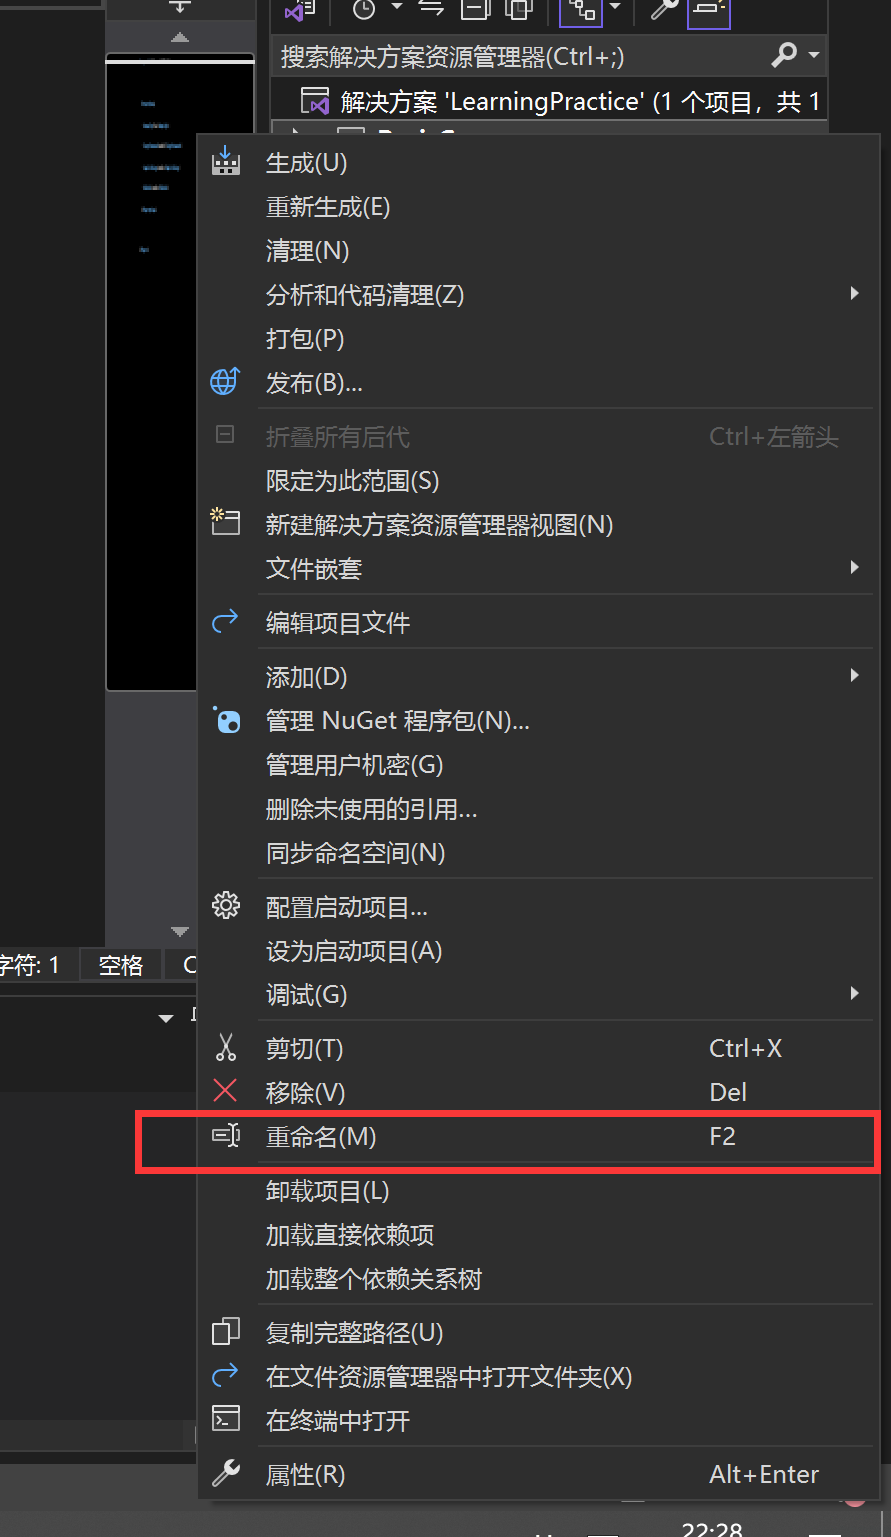 搜索解决方案资源管理器(Ctrl+;)
解决方案 'LearningPractice' (1 个项目，共 1
生成(U)
重新生成(E)
清理(N)
分析和代码清理(Z)
打包(P)
发布(B)...
折叠所有后代 Ctrl+左箭头
限定为此范围(S)
新建解决方案资源管理器视图(N)
文件嵌套
编辑项目文件
添加(D)
管理 NuGet 程序包(N)...
管理用户机密(G)
删除未使用的引用...
同步命名空间(N)
配置启动项目...
设为启动项目(A)
字符: 1 空格
调试(G)
剪切(T) Ctrl+X
移除(V) Del
重命名(M) F2
卸载项目(L)
加载直接依赖项
加载整个依赖关系树
复制完整路径(U)
在文件资源管理器中打开文件夹(X)
在终端中打开
属性(R) Alt+Enter
22:28